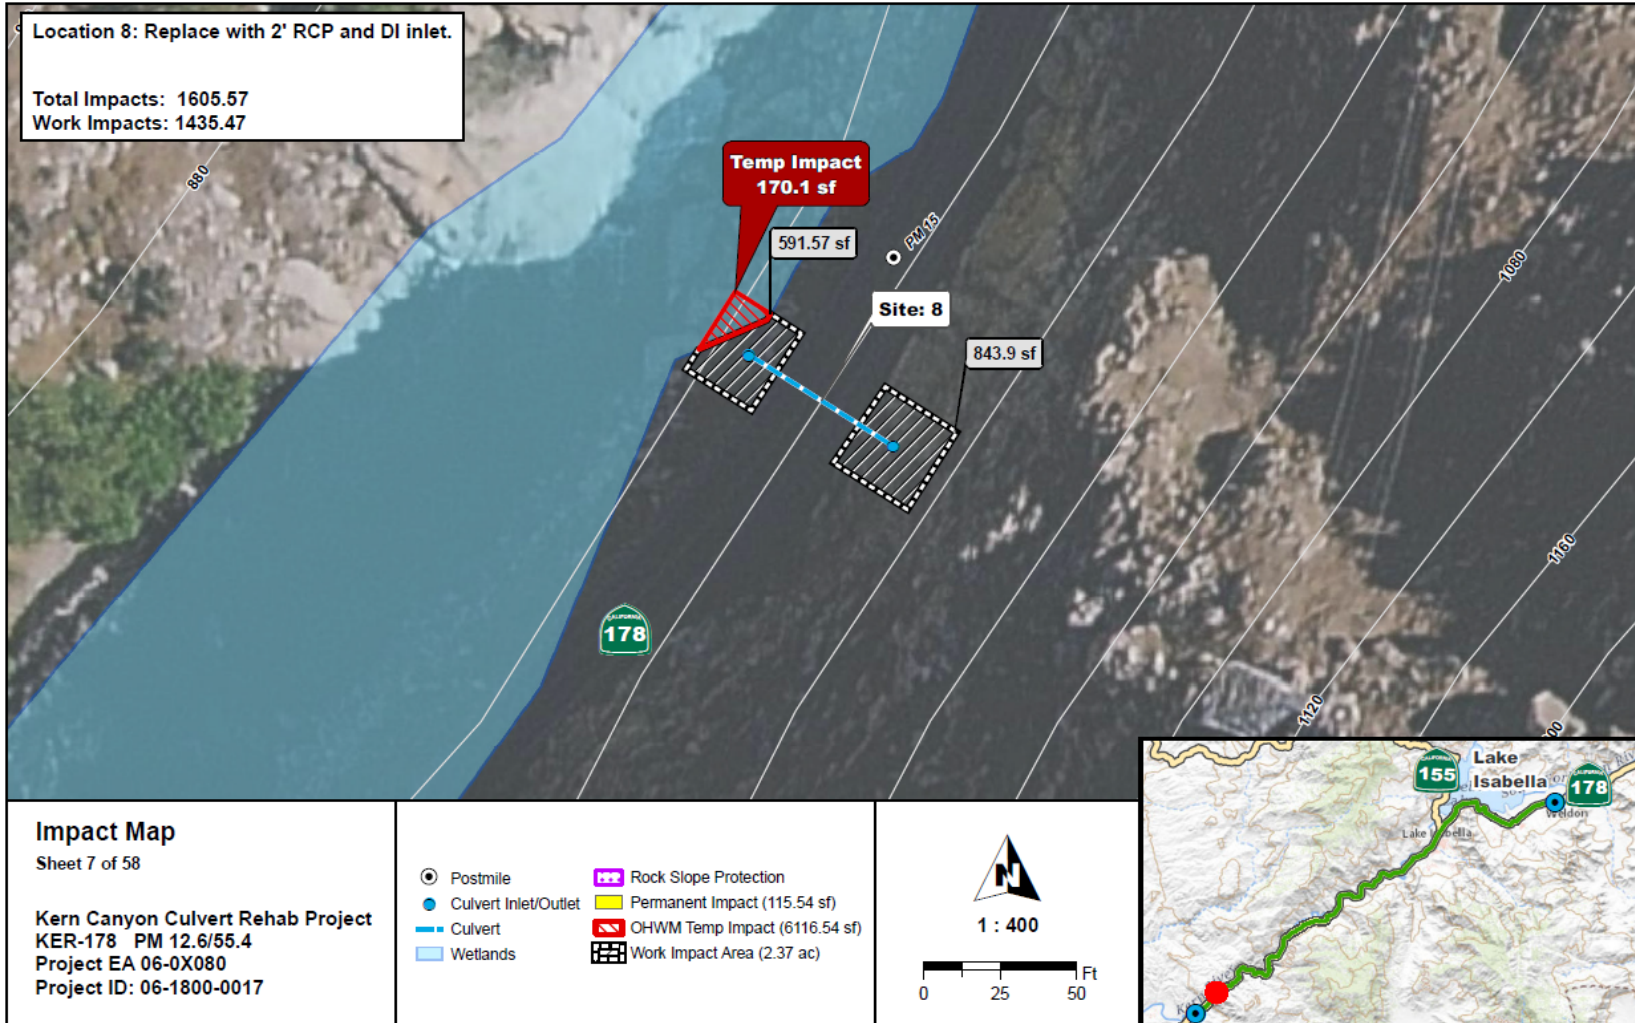 Location 8: Replace with 2' RCP and DI inlet.
Total Impacts: 1605.57
Work Impacts: 1435.47
880
Temp Impact
170.1 sf
591.57 sf
PM 15
Site: 8
843.9 sf
1080
1160
1120
178
Impact Map
Sheet 7 of 58
Kern Canyon Culvert Rehab Project
KER-178 PM 12.6/55.4
Project EA 06-0X080
Project ID: 06-1800-0017
Postmile
Culvert Inlet/Outlet
Culvert
Wetlands
Rock Slope Protection
Permanent Impact (115.54 sf)
OHWM Temp Impact (6116.54 sf)
Work Impact Area (2.37 ac)
N
1 : 400
Ft
0 25 50
CALIFORNIA
155
Lake
Isabella
CALIFORNIA
178
Weldon